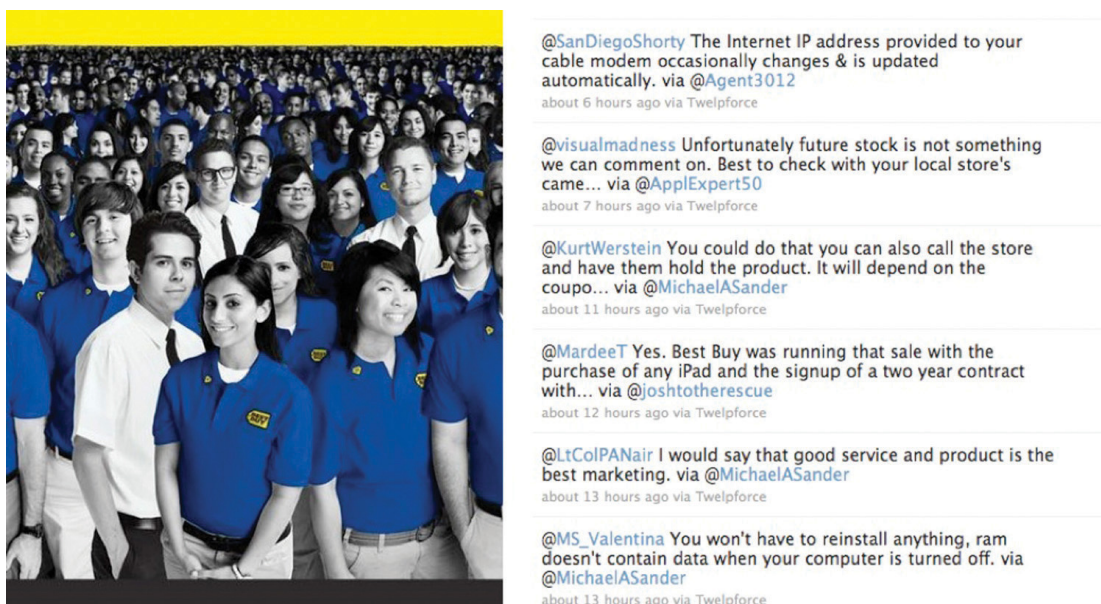 BEST
BUY
@SanDiegoShorty The Internet IP address provided to your
cable modem occasionally changes & is updated
automatically. via @Agent3012
about 6 hours ago via Twelpforce
@visualmadness Unfortunately future stock is not something
we can comment on. Best to check with your local store's
came... via @ApplExpert50
about 7 hours ago via Twelpforce
@KurtWerstein You could do that you can also call the store
and have them hold the product. It will depend on the
coupo... via @MichaelASander
about 11 hours ago via Twelpforce
@MardeeT Yes. Best Buy was running that sale with the
purchase of any iPad and the signup of a two year contract
with... via @joshtotherescue
about 12 hours ago via Twelpforce
@LtColPANair I would say that good service and product is the
best marketing. via @MichaelASander
about 13 hours ago via Twelpforce
@MS_Valentina You won't have to reinstall anything, ram
doesn't contain data when your computer is turned off. via
@MichaelASander
about 13 hours ago via Twelpforce